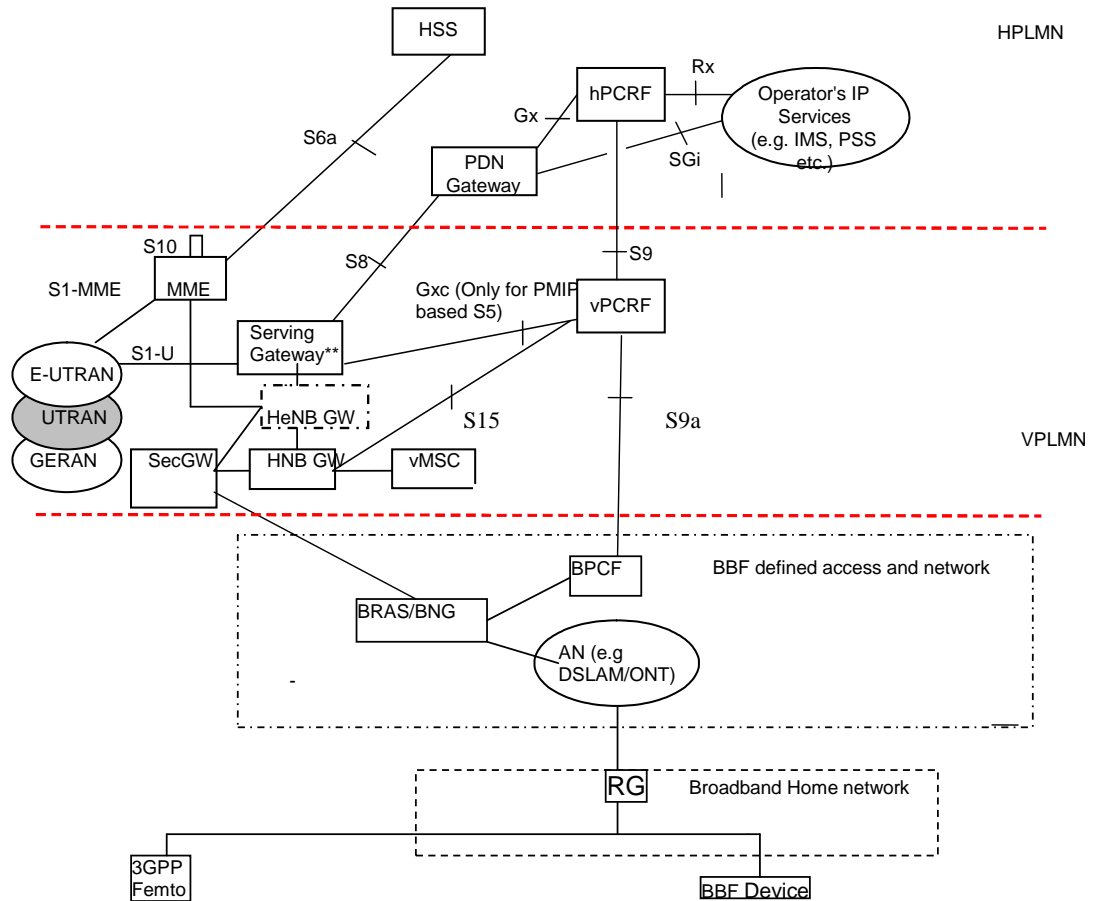 HSS
HPLMN
Rx
hPCRF
Operator's IP
Services
(e.g. IMS, PSS
etc.)
Gx
S6a
SGi
PDN
Gateway
S10
S9
S8
S1-MME
MME
Gxc (Only for PMIP
based S5)
vPCRF
Serving
Gateway**
S1-U
E-UTRAN
UTRAN
HeNB GW
S15
S9a
VPLMN
GERAN
SecGW
HNB GW
vMSC
BPCF
BBF defined access and network
BRAS/BNG
AN (e.g
DSLAM/ONT)
RG
Broadband Home network
3GPP
Femto
BBF Device